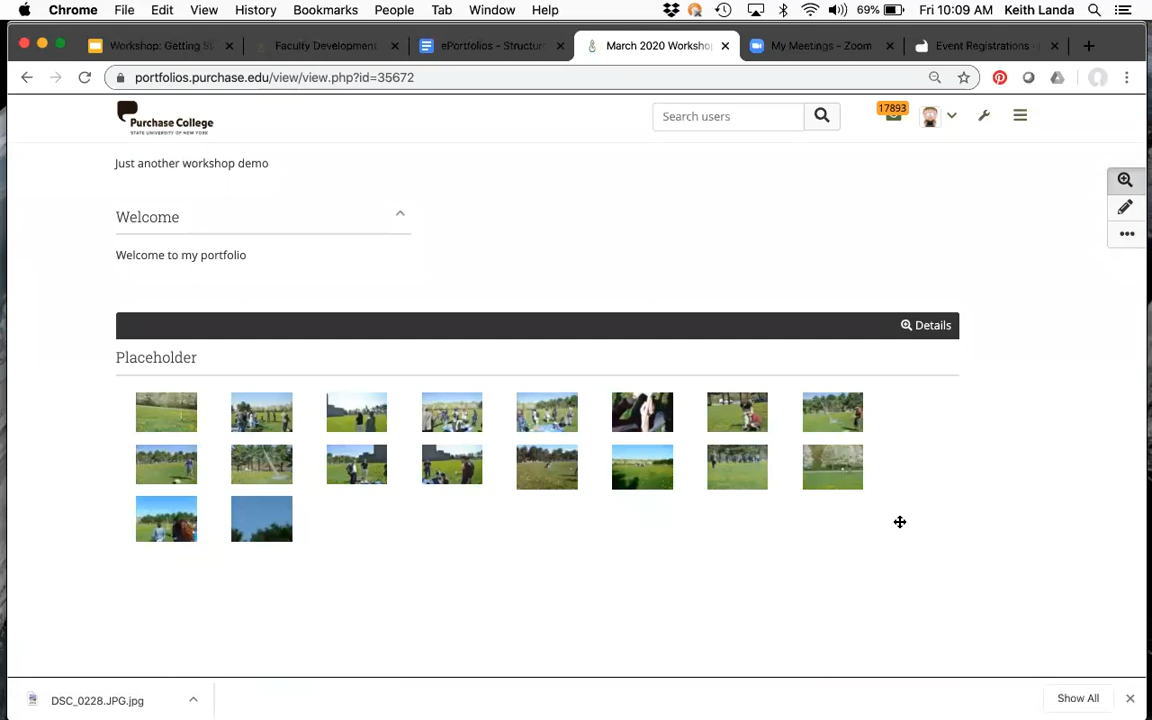 Chrome File Edit View History Bookmarks People Tab Window Help 69% Fri 10:09 AM Keith Landa
Workshop: Getting St
Faculty Development
ePortfolios - Structur
March 2020 Worksho
My Meetings - Zoom
Event Registrations
portfolios.purchase.edu/view/view.php?id=35672
Purchase College
STATE UNIVERSITY OF NEW YORK
Search users
17893
Just another workshop demo
Welcome
Welcome to my portfolio
Details
Placeholder
DSC_0228.JPG.jpg
Show All